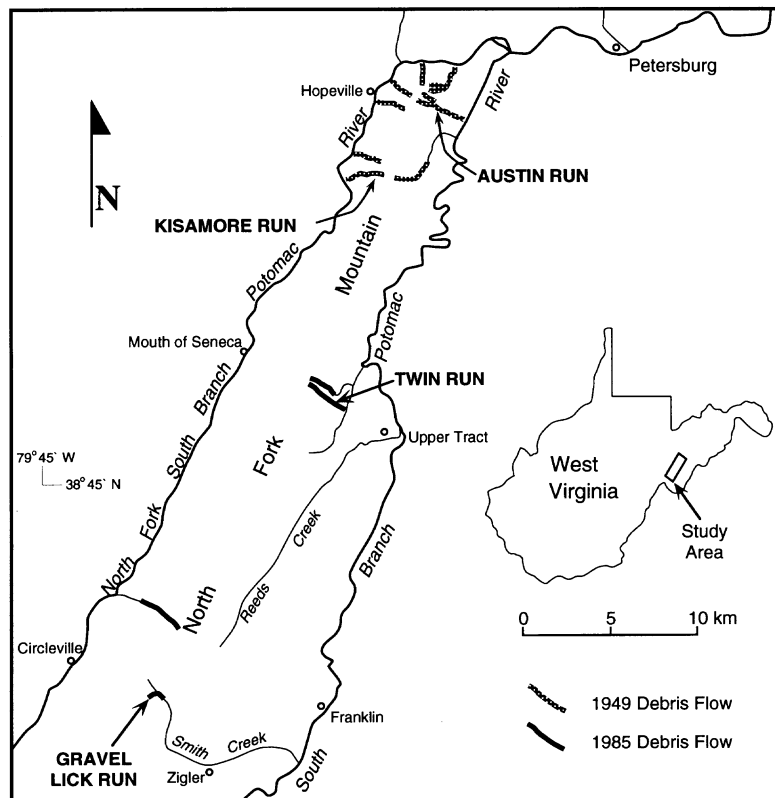 Petersburg
Hopeville
River
River
AUSTIN RUN
KISAMORE RUN
N
Mountain
Potomac
Potomac
Mouth of Seneca
TWIN RUN
Branch
Upper Tract
79° 45' W
38° 45' N
Fork
South
West
Virginia
Study
Area
Creek
Fork
Branch
Reeds
North
North
0 5 10 km
Circleville
1949 Debris Flow
Franklin
1985 Debris Flow
GRAVEL
LICK RUN
Smith Creek
South
Zigler